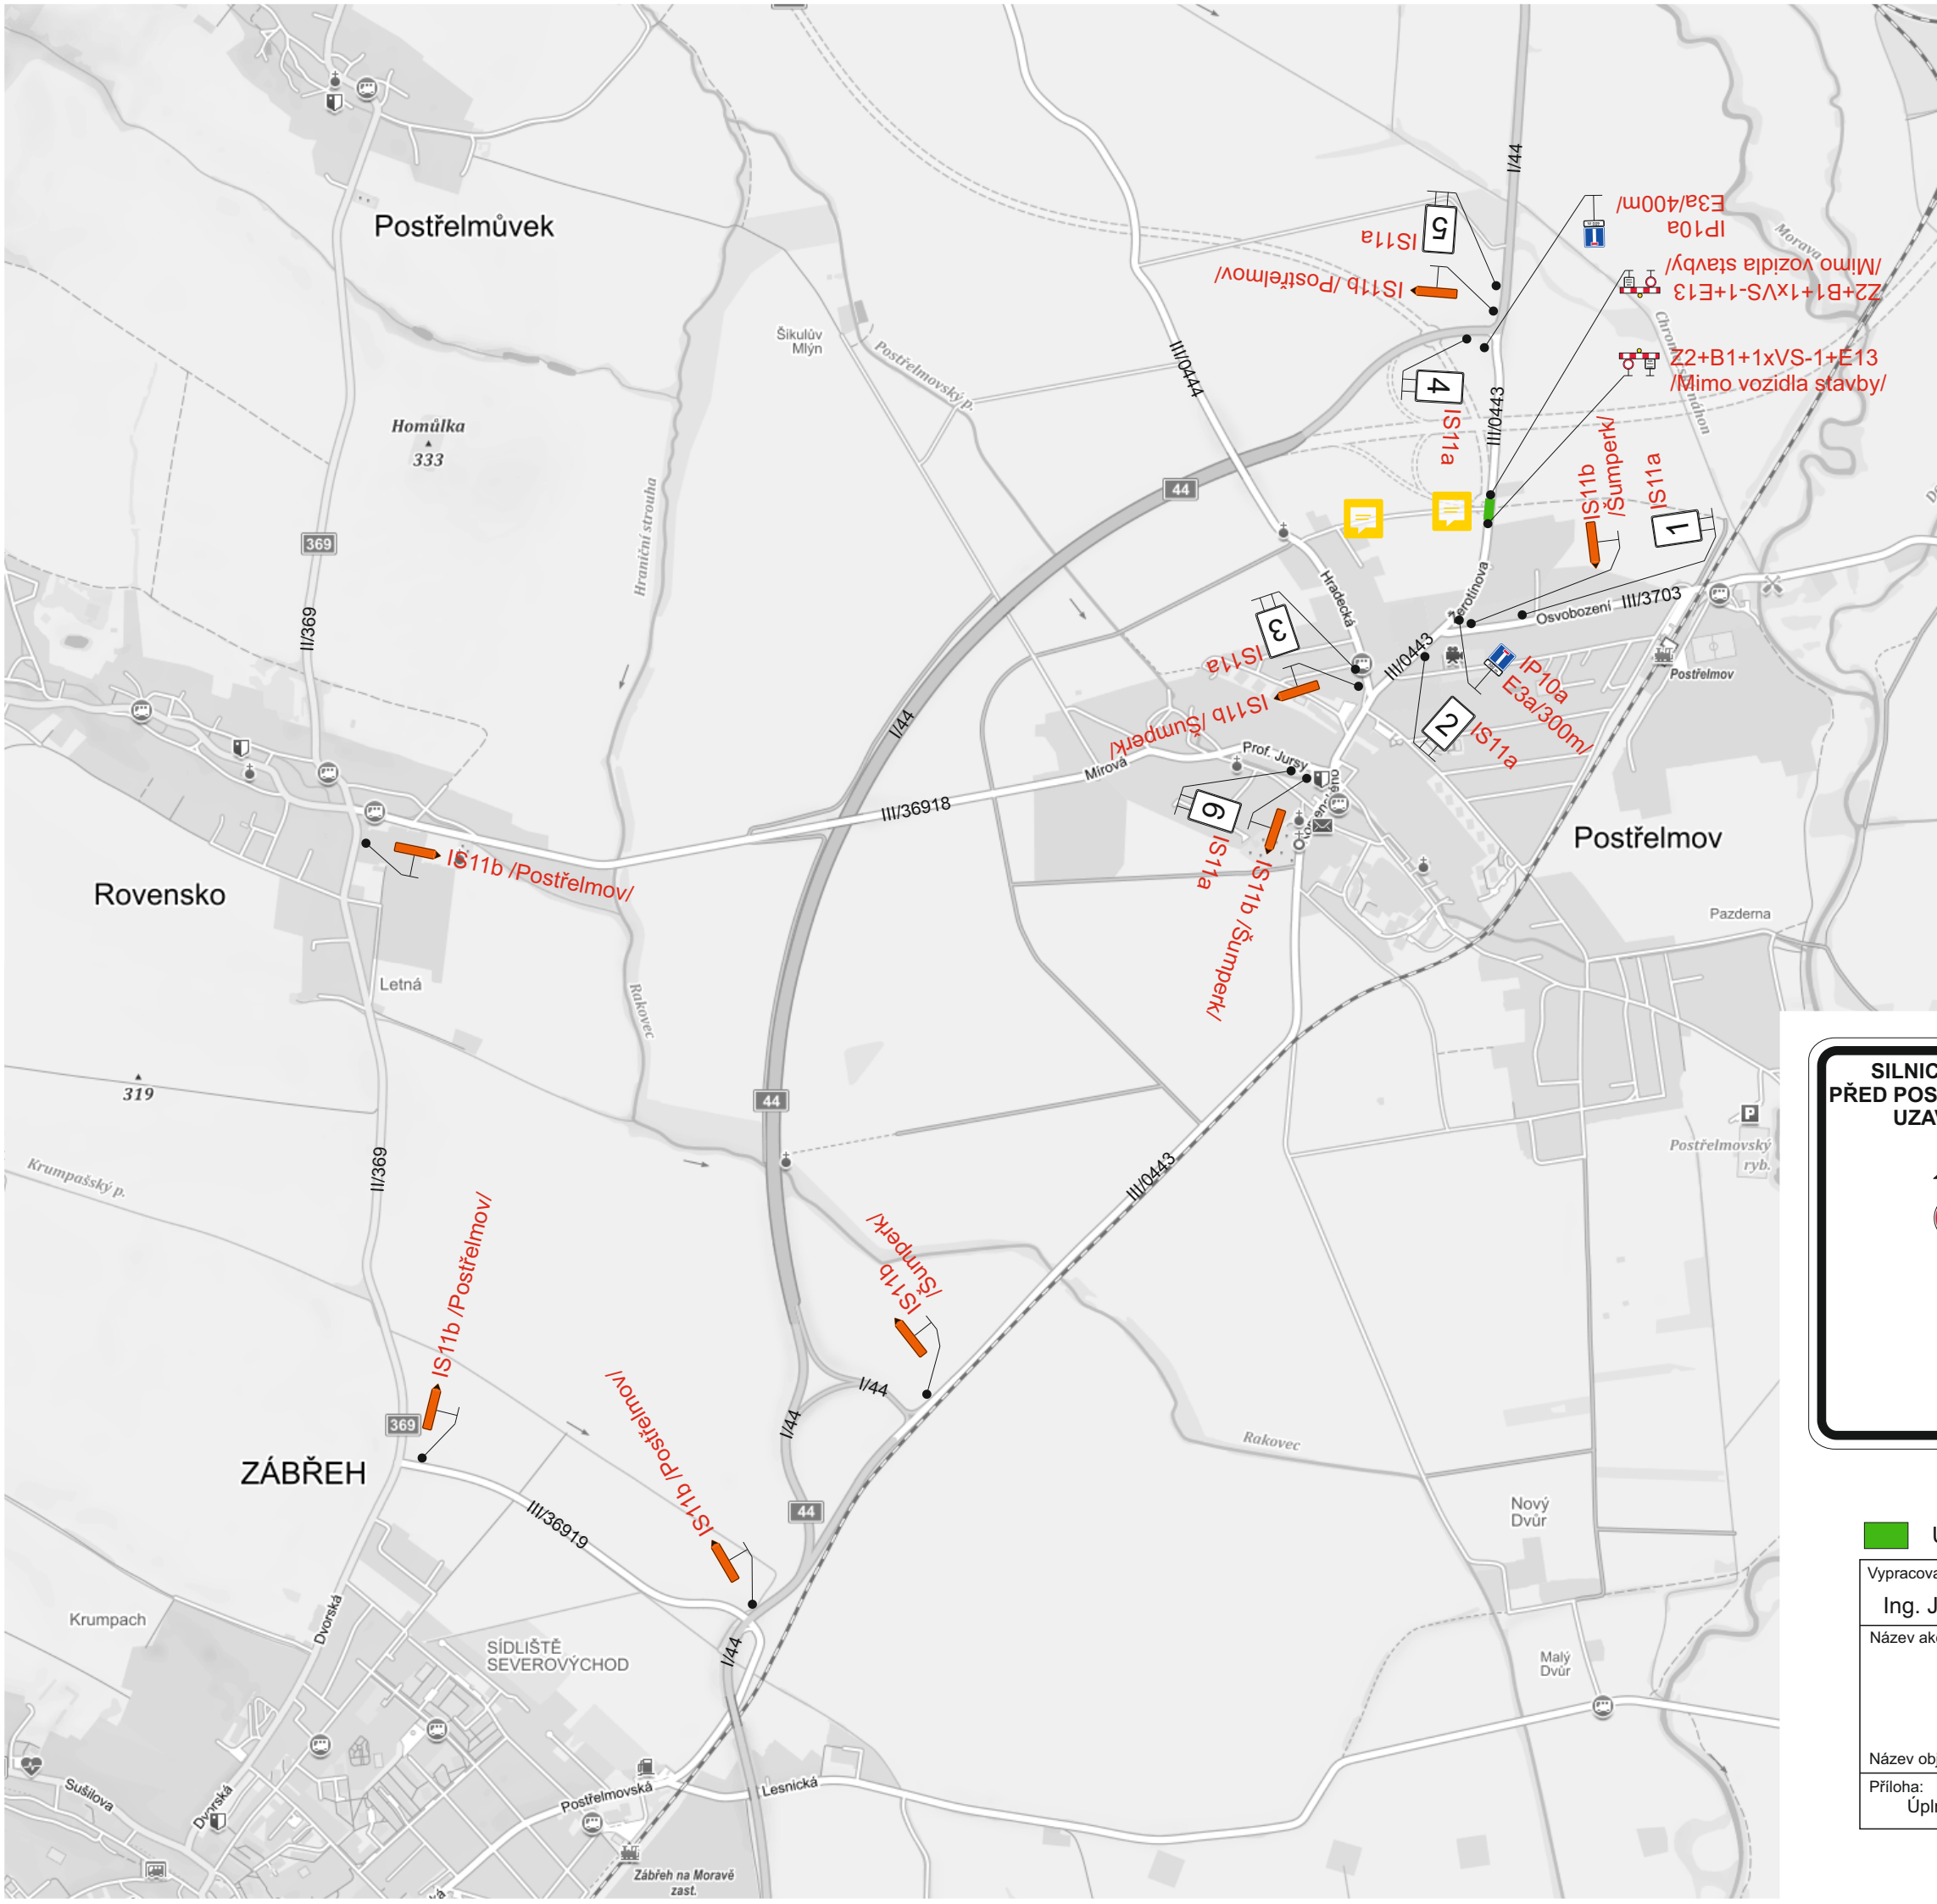 Postřelmůvek
I/44
5
IS11a
IP10a
E3a/400m/
IS11b /Postřelmov/
Z2+B1+1xVS-1+E13
/Mimo vozidla stavby/
Morava
Šikulův
Mlýn
Postřelmovský p.
III/0444
4
IS11a
III/0443
Z2+B1+1xVS-1+E13
/Mimo vozidla stavby/
Homůlka
333
44
369
Hraniční strouha
IS11b
/Šumperk/
IS11a
1
II/369
Hradecká
Osvobození
III/3703
3
IS11a
III/0443
Postřelmov
IP10a
E3a/300m/
IS11b /Šumperk/
2
IS11a
I/44
Prof. Jursy
Mírová
III/36918
6
IS11a
IS11b /Šumperk/
Postřelmov
IS11b /Postřelmov/
Rovensko
Pazderna
Letná
Rakovec
319
44
Postřelmovský
ryb.
P
Krumpašský p.
II/369
III/0443
IS11b /Postřelmov/
IS11b
/Šumperk/
I/44
I/44
369
IS11b /Postřelmov/
Rakovec
ZÁBŘEH
44
III/36919
Nový
Dvůr
Krumpach
Dvorská
SÍDLIŠTĚ
SEVEROVÝCHOD
I/44
Malý
Dvůr
Sušilova
Dvorská
Postřelmovská
Lesnická
Zábřeh na Moravě
zast.
SILNIC
PŘED POS
UZAV
U
Vypracova
Ing. J
Název ak
Název obj
Příloha:
Úpl